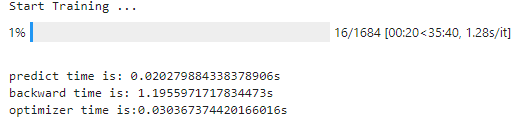 Start Training ...
1% 16/1684 [00:20<35:40, 1.28s/it]
predict time is: 0.020279884338378906s
backward time is: 1.1955971717834473s
optimizer time is:0.030367374420166016s